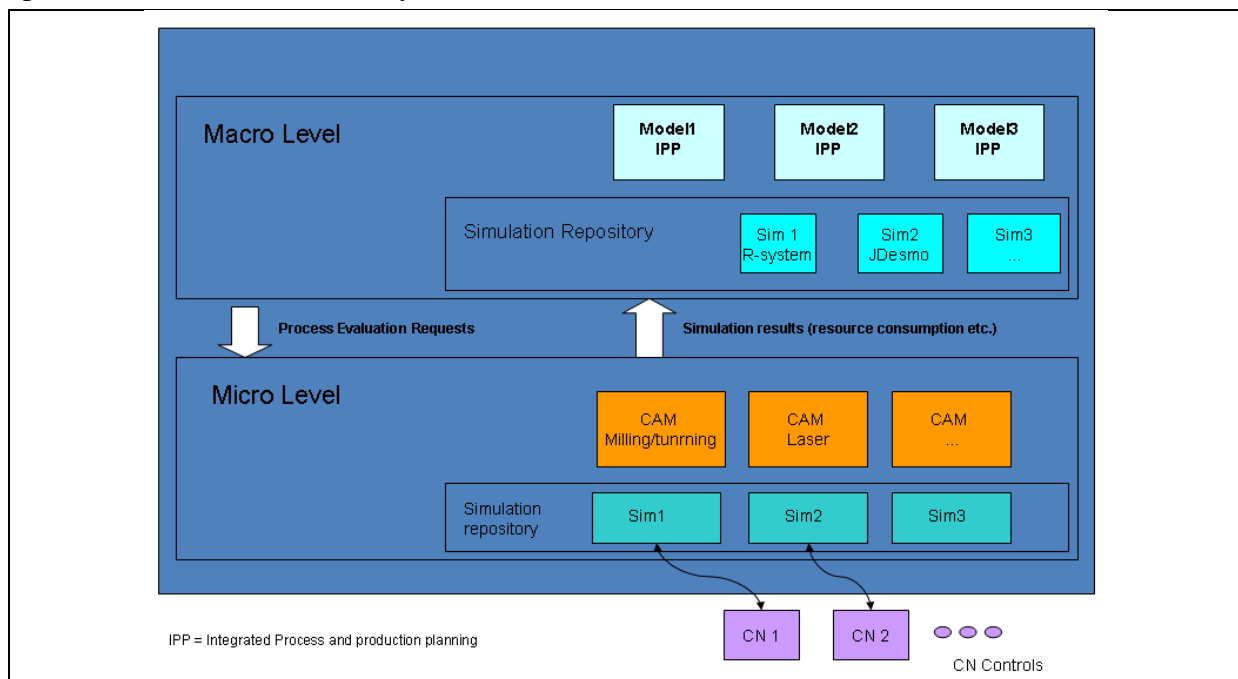 Macro Level
Model1
IPP
Model2
IPP
Model3
IPP
Simulation Repository
Sim 1
R-system
Sim2
JDesmo
Sim3
...
Process Evaluation Requests
Simulation results (resource consumption etc.)
Micro Level
CAM
Milling/tunrning
CAM
Laser
CAM
...
Simulation
repository
Sim1
Sim2
Sim3
IPP = Integrated Process and production planning
CN 1
CN 2
CN Controls